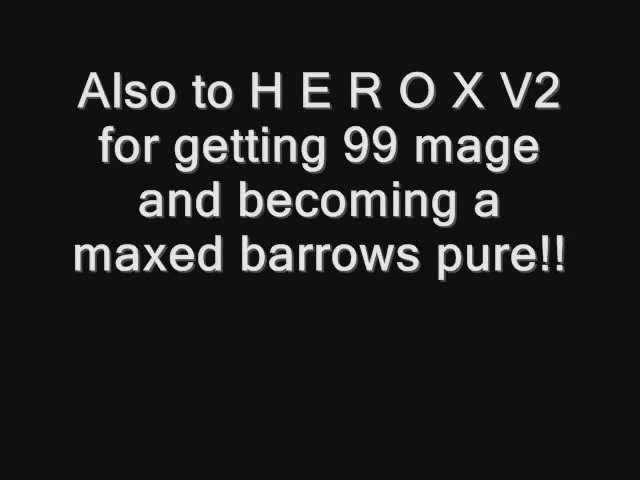 Also to H E R O X V2
for getting 99 mage
and becoming a
maxed barrows pure!!